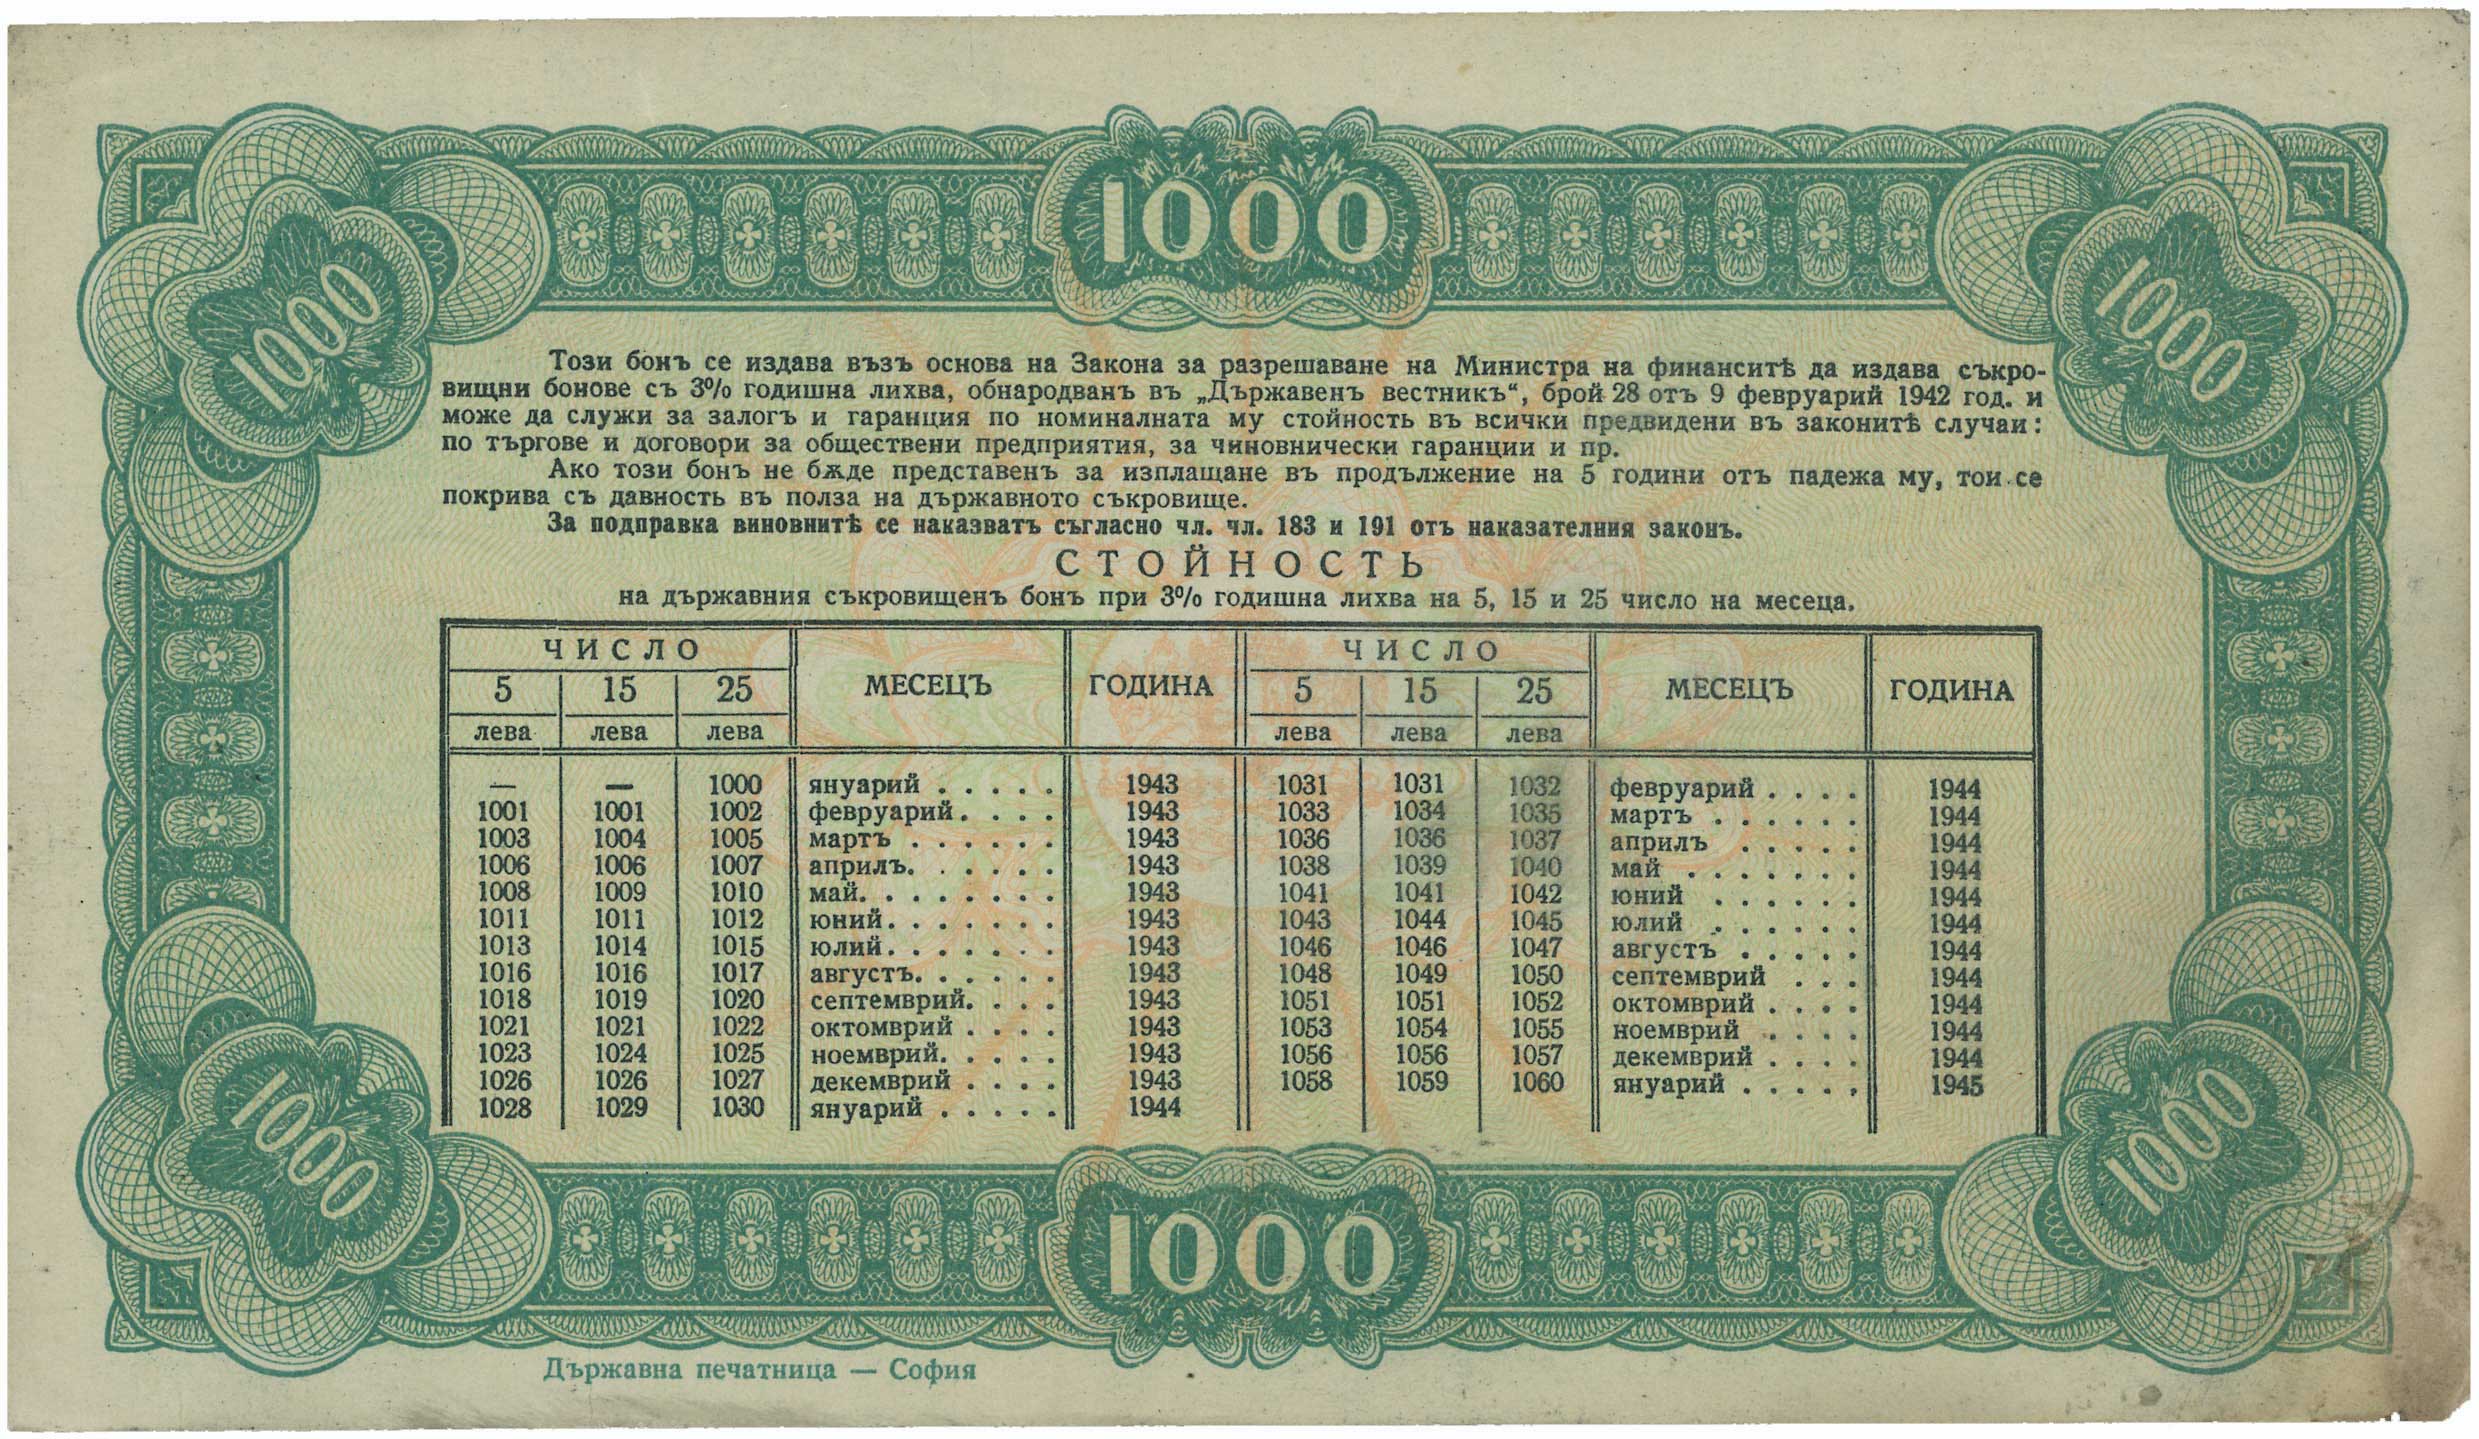 1000
1000
1000
Този бонъ се издава възъ основа на Закона за разрешаване на Министра на финанситѣ да издава съкро-
вищни бонове съ 3% годишна лихва, обнародванъ въ „Държавенъ вестникъ“, брой 28 отъ 9 февруарий 1942 год. и
може да служи за залогъ и гаранция по номиналната му стойность въ всички предвидени въ законитѣ случаи:
по търгове и договори за обществени предприятия, за чиновнически гаранции и пр.
Ако този бонъ не бѫде представенъ за изплащане въ продължение на 5 години отъ падежа му, той се
покрива съ давность въ полза на държавното съкровище.
За подправка виновнитѣ се наказватъ съгласно чл. чл. 183 и 191 отъ наказателния законъ.
СТОЙНОСТЬ
на държавния съкровищенъ бонъ при 3% годишна лихва на 5, 15 и 25 число на месеца.
ЧИСЛО МЕСЕЦЪ ГОДИНА ЧИСЛО МЕСЕЦЪ ГОДИНА
5 15 25 5 15 25
лева лева лева лева лева лева
— — 1000 януарий . . . . . 1943 1031 1031 1032 февруарий . . . . 1944
1001 1001 1002 февруарий. . . . 1943 1033 1034 1035 мартъ . . . . . . 1944
1003 1004 1005 мартъ . . . . . . 1943 1036 1036 1037 априлъ . . . . . 1944
1006 1006 1007 априлъ. . . . . . 1943 1038 1039 1040 май . . . . . . . 1944
1008 1009 1010 май. . . . . . . . 1943 1041 1041 1042 юний . . . . . . 1944
1011 1011 1012 юний. . . . . . . 1943 1043 1044 1045 юлий . . . . . . 1944
1013 1014 1015 юлий. . . . . . . 1943 1046 1046 1047 августъ . . . . . 1944
1016 1016 1017 августъ. . . . . . 1943 1048 1049 1050 септемврий . . . 1944
1018 1019 1020 септемврий. . . . 1943 1051 1051 1052 октомврий . . . . 1944
1021 1021 1022 октомврий . . . . 1943 1053 1054 1055 ноемврий . . . . 1944
1023 1024 1025 ноемврий. . . . . 1943 1056 1056 1057 декемврий . . . . 1944
1026 1026 1027 декемврий . . . . 1943 1058 1059 1060 януарий . . . . . 1945
1028 1029 1030 януарий . . . . . 1944
1000
1000
1000
Държавна печатница — София